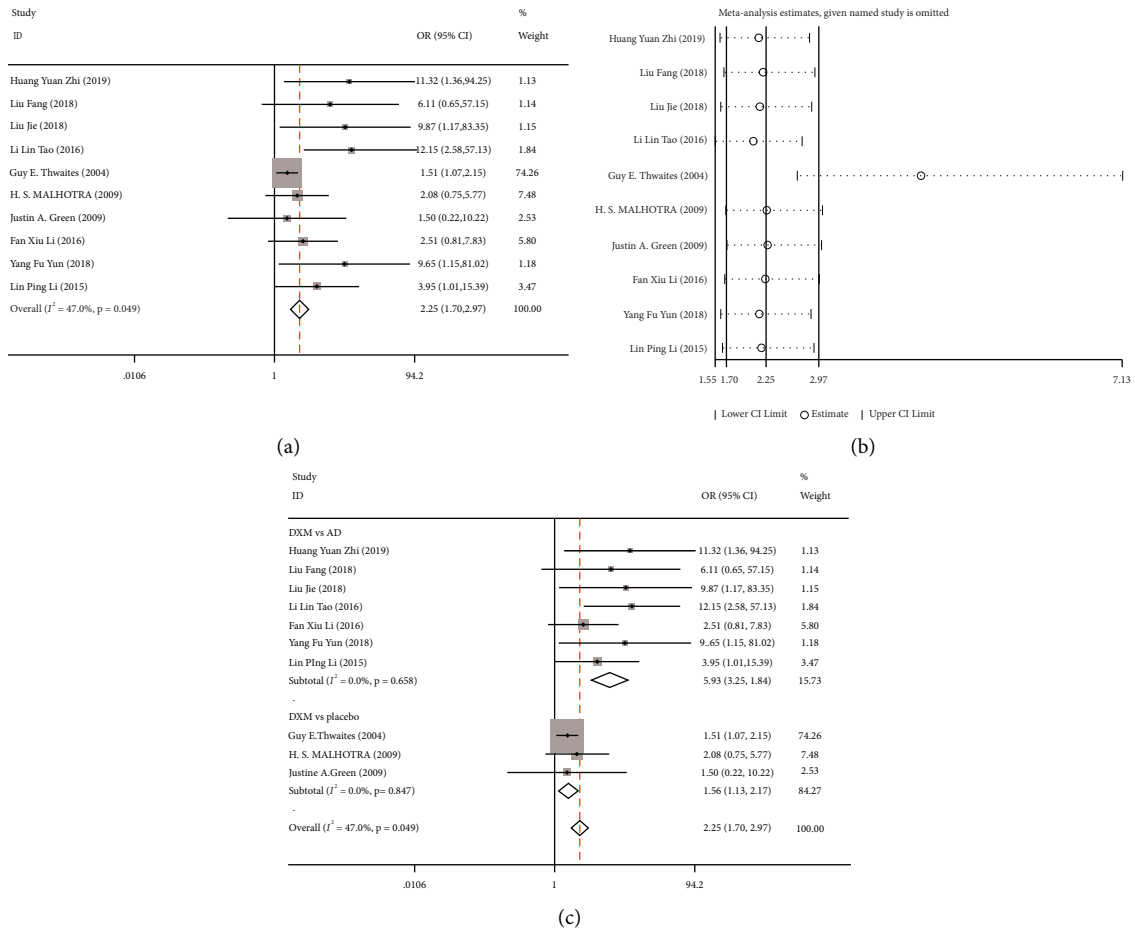 Study %
ID OR (95% CI) Weight
Huang Yuan Zhi (2019) 11.32 (1.36,94.25) 1.13
Liu Fang (2018) 6.11 (0.65,57.15) 1.14
Liu Jie (2018) 9.87 (1.17,83.35) 1.15
Li Lin Tao (2016) 12.15 (2.58,57.13) 1.84
Guy E. Thwaites (2004) 1.51 (1.07,2.15) 74.26
H. S. MALHOTRA (2009) 2.08 (0.75,5.77) 7.48
Justin A. Green (2009) 1.50 (0.22,10.22) 2.53
Fan Xiu Li (2016) 2.51 (0.81,7.83) 5.80
Yang Fu Yun (2018) 9.65 (1.15,81.02) 1.18
Lin Ping Li (2015) 3.95 (1.01,15.39) 3.47
Overall (I² = 47.0%, p = 0.049) 2.25 (1.70,2.97) 100.00
.0106 1 94.2
(a)
Meta-analysis estimates, given named study is omitted
Huang Yuan Zhi (2019)
Liu Fang (2018)
Liu Jie (2018)
Li Lin Tao (2016)
Guy E. Thwaites (2004)
H. S. MALHOTRA (2009)
Justin A. Green (2009)
Fan Xiu Li (2016)
Yang Fu Yun (2018)
Lin Ping Li (2015)
1.55 1.70 2.25 2.97 7.13
Lower CI Limit Estimate Upper CI Limit
(b)
Study %
ID OR (95% CI) Weight
DXM vs AD
Huang Yuan Zhi (2019) 11.32 (1.36, 94.25) 1.13
Liu Fang (2018) 6.11 (0.65, 57.15) 1.14
Liu Jie (2018) 9.87 (1.17, 83.35) 1.15
Li Lin Tao (2016) 12.15 (2.58, 57.13) 1.84
Fan Xiu Li (2016) 2.51 (0.81, 7.83) 5.80
Yang Fu Yun (2018) 9..65 (1.15, 81.02) 1.18
Lin PIng Li (2015) 3.95 (1.01,15.39) 3.47
Subtotal (I² = 0.0%, p = 0.658) 5.93 (3.25, 1.84) 15.73
.
DXM vs placebo
Guy E.Thwaites (2004) 1.51 (1.07, 2.15) 74.26
H. S. MALHOTRA (2009) 2.08 (0.75, 5.77) 7.48
Justine A.Green (2009) 1.50 (0.22, 10.22) 2.53
Subtotal (I² = 0.0%, p= 0.847) 1.56 (1.13, 2.17) 84.27
.
Overall (I² = 47.0%, p = 0.049) 2.25 (1.70, 2.97) 100.00
.0106 1 94.2
(c)